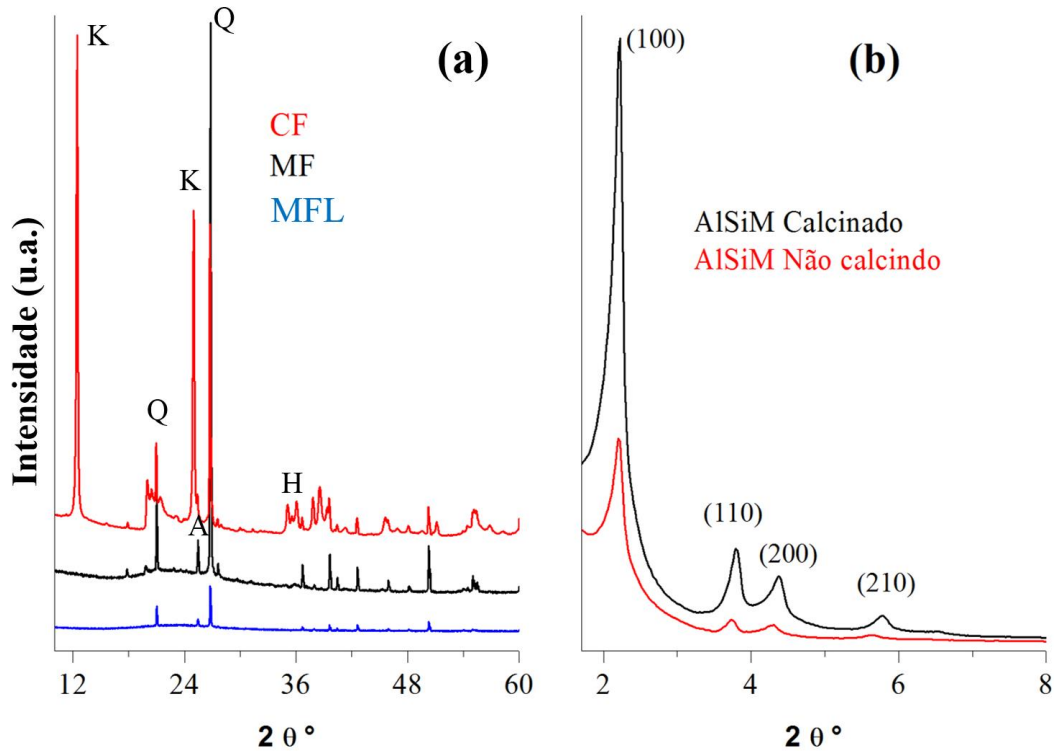 K
Q
(a)
CF
MF
MFL
K
Q
A
H
Intensidade (u.a.)
12 24 36 48 60
2 θ °
(100)
(b)
AlSiM Calcinado
AlSiM Não calcindo
(110)
(200)
(210)
2 4 6 8
2 θ °